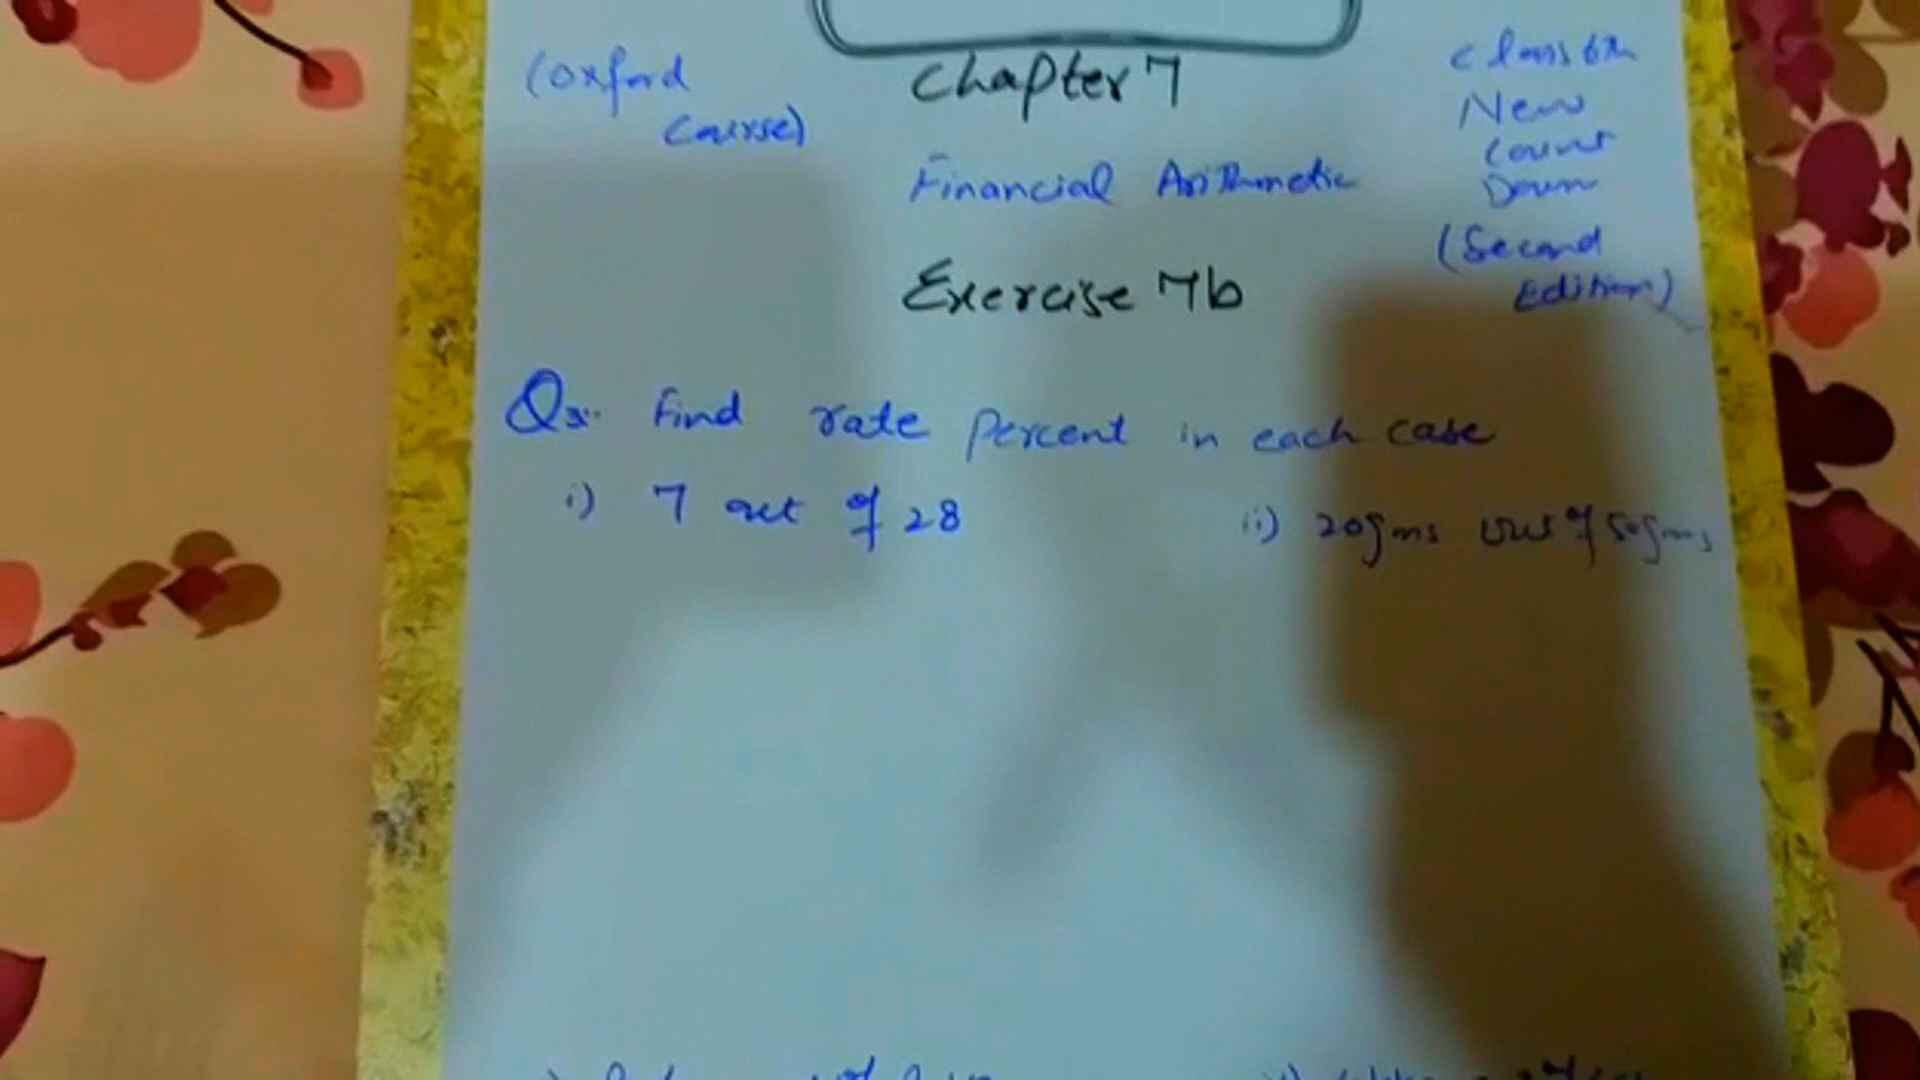 (Oxford Course)
Chapter 7
Class 6th
New
Count
Down
(Second Edition)
Financial Arithmetic
Exercise 7b
Q3:- Find rate percent in each case
i) 7 out of 28
ii) 20gms out of 50gms